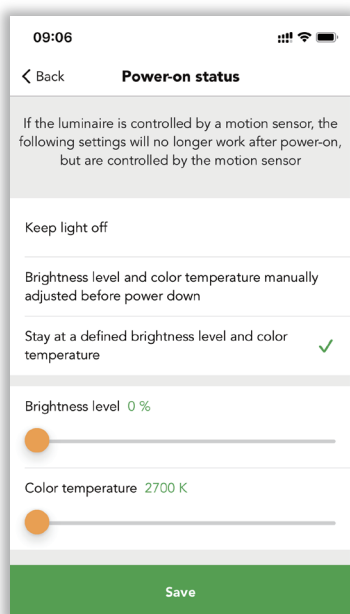 09:06
Back Power-on status
If the luminaire is controlled by a motion sensor, the
following settings will no longer work after power-on,
but are controlled by the motion sensor
Keep light off
Brightness level and color temperature manually
adjusted before power down
Stay at a defined brightness level and color
temperature
Brightness level 0 %
Color temperature 2700 K
Save